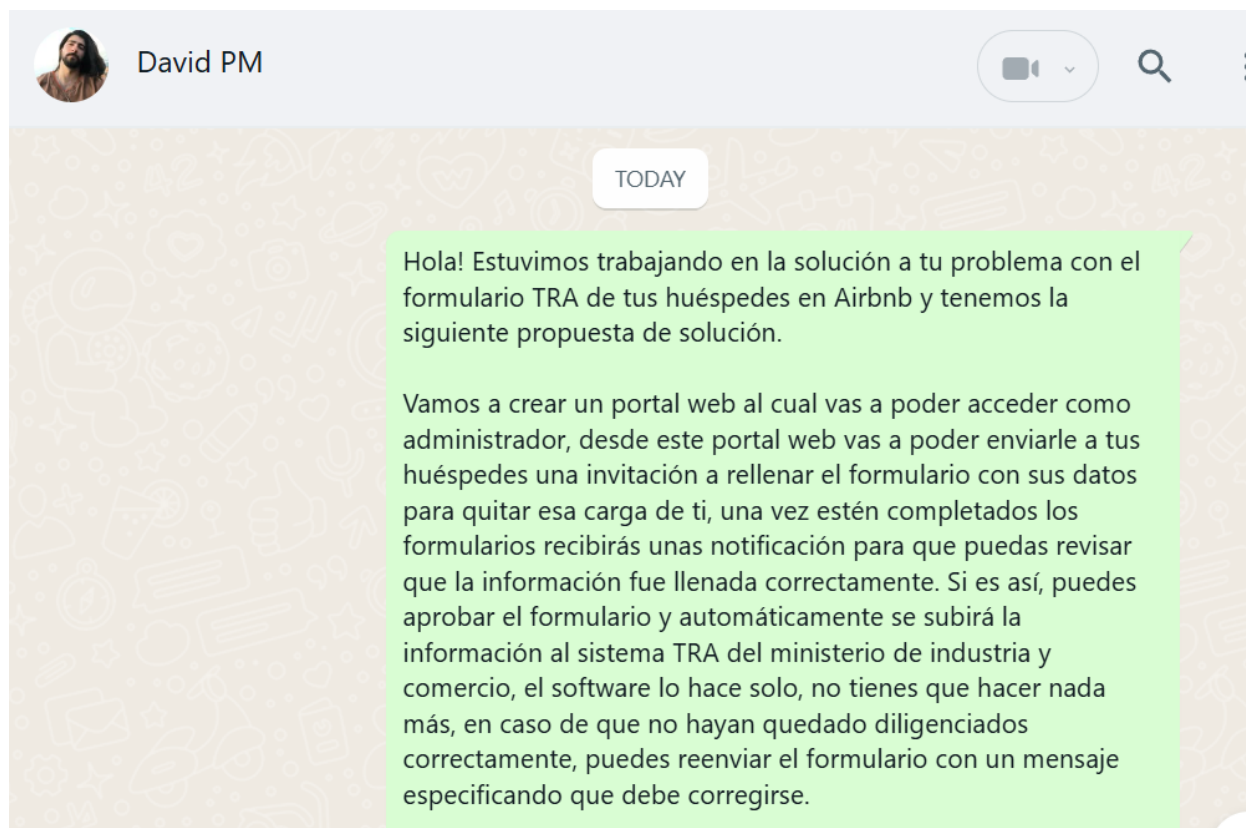 David PM
TODAY
Hola! Estuvimos trabajando en la solución a tu problema con el
formulario TRA de tus huéspedes en Airbnb y tenemos la
siguiente propuesta de solución.
Vamos a crear un portal web al cual vas a poder acceder como
administrador, desde este portal web vas a poder enviarle a tus
huéspedes una invitación a rellenar el formulario con sus datos
para quitar esa carga de ti, una vez estén completados los
formularios recibirás unas notificación para que puedas revisar
que la información fue llenada correctamente. Si es así, puedes
aprobar el formulario y automáticamente se subirá la
información al sistema TRA del ministerio de industria y
comercio, el software lo hace solo, no tienes que hacer nada
más, en caso de que no hayan quedado diligenciados
correctamente, puedes reenviar el formulario con un mensaje
especificando que debe corregirse.